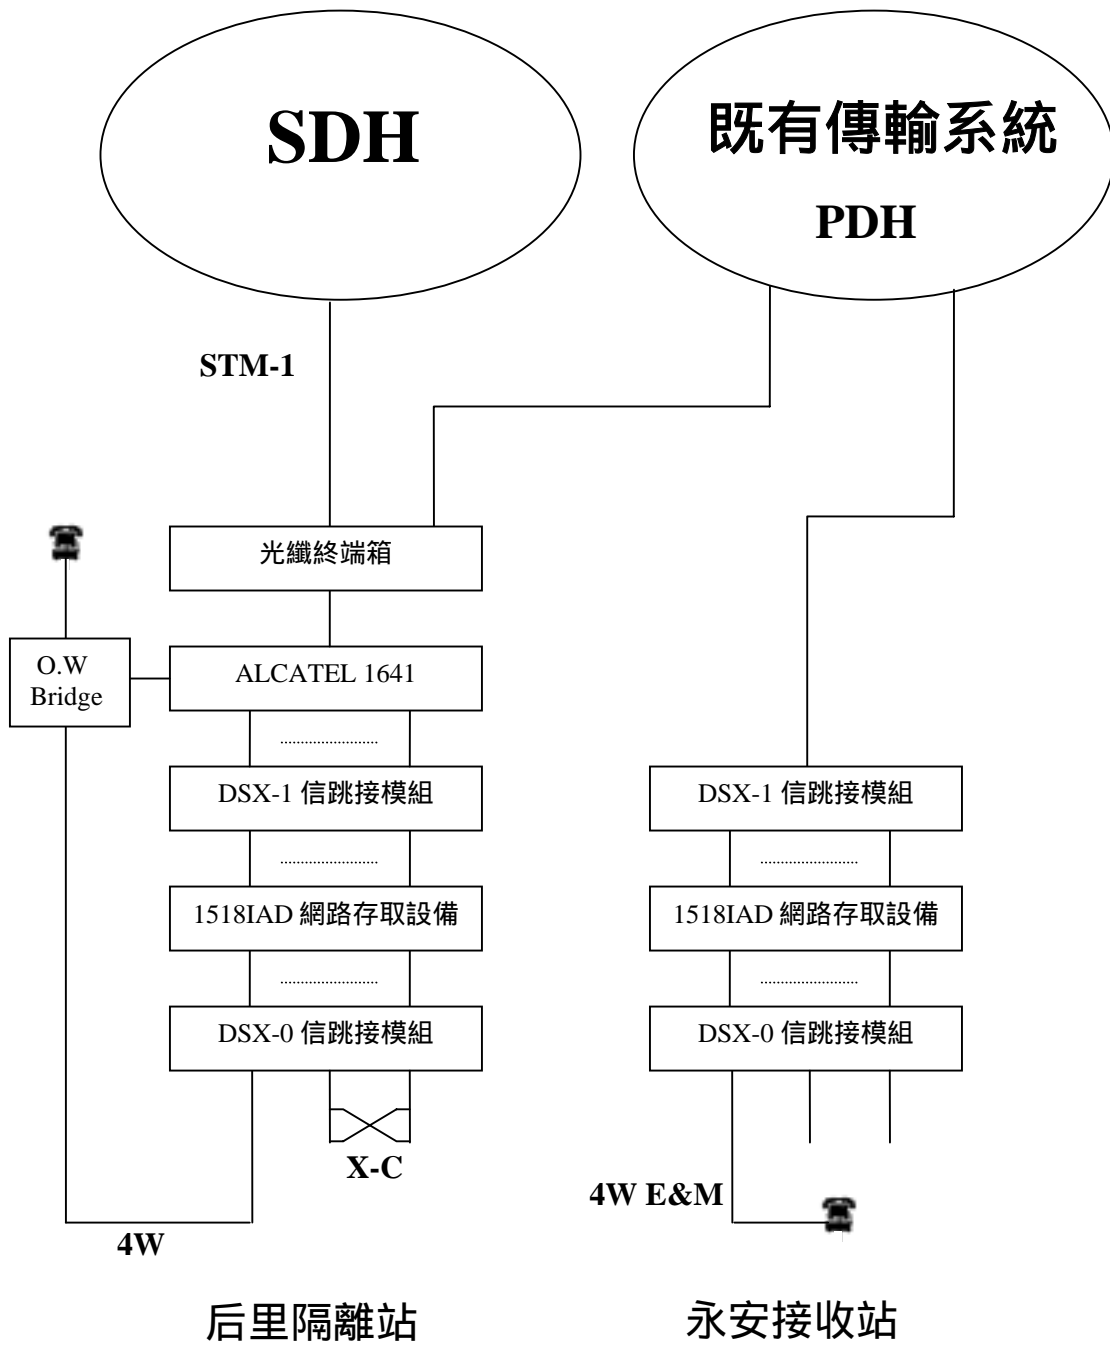 SDH
既有傳輸系統
PDH
STM-1
光纖終端箱
O.W
Bridge
ALCATEL 1641
DSX-1 信跳接模組
DSX-1 信跳接模組
1518IAD 網路存取設備
1518IAD 網路存取設備
DSX-0 信跳接模組
DSX-0 信跳接模組
X-C
4W E&M
4W
后里隔離站
永安接收站